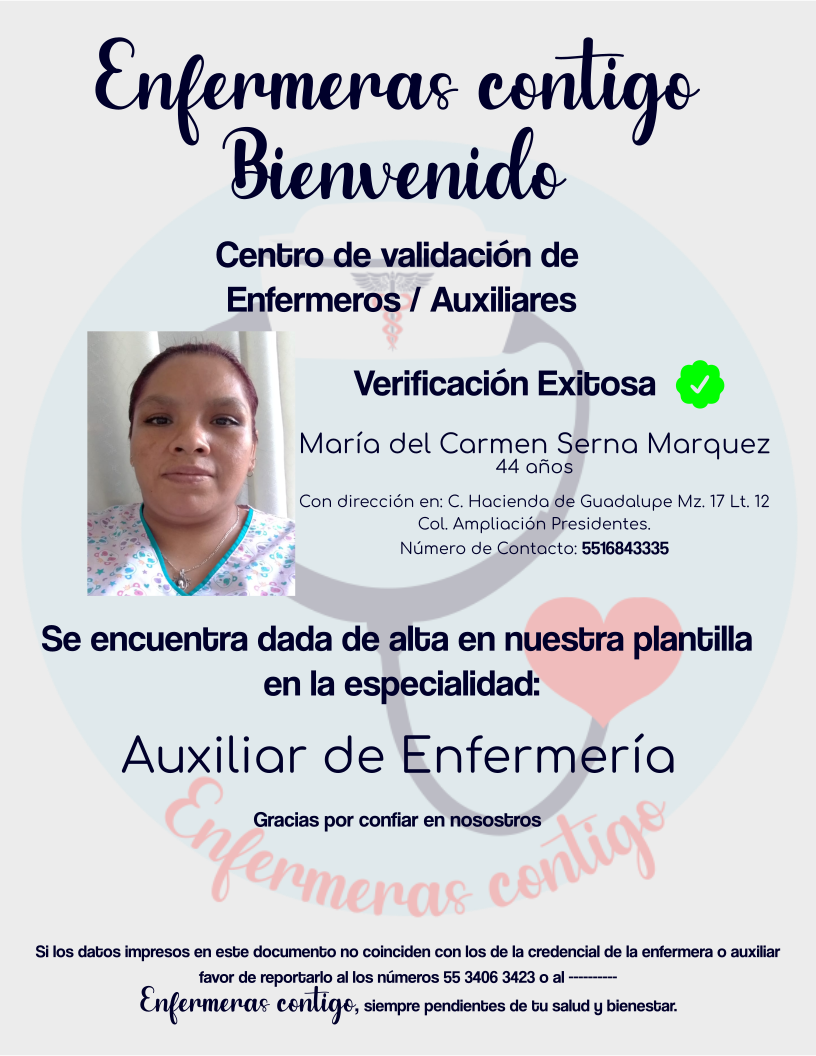 Enfermeras contigo
Bienvenido
Centro de validación de
Enfermeros / Auxiliares
Verificación Exitosa
María del Carmen Serna Marquez
44 años
Con dirección en: C. Hacienda de Guadalupe Mz. 17 Lt. 12
Col. Ampliación Presidentes.
Número de Contacto: 5516843335
Se encuentra dada de alta en nuestra plantilla
en la especialidad:
Auxiliar de Enfermería
Gracias por confiar en nosostros
Enfermeras contigo
Si los datos impresos en este documento no coinciden con los de la credencial de la enfermera o auxiliar
favor de reportarlo al los números 55 3406 3423 o al ----------
Enfermeras contigo, siempre pendientes de tu salud y bienestar.